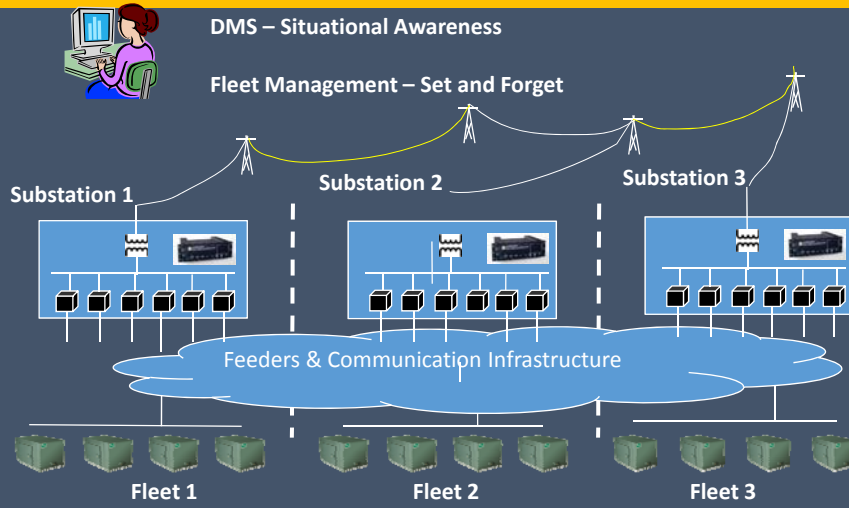 DMS – Situational Awareness
Fleet Management – Set and Forget
Substation 1
Substation 2
Substation 3
Feeders & Communication Infrastructure
Fleet 1
Fleet 2
Fleet 3